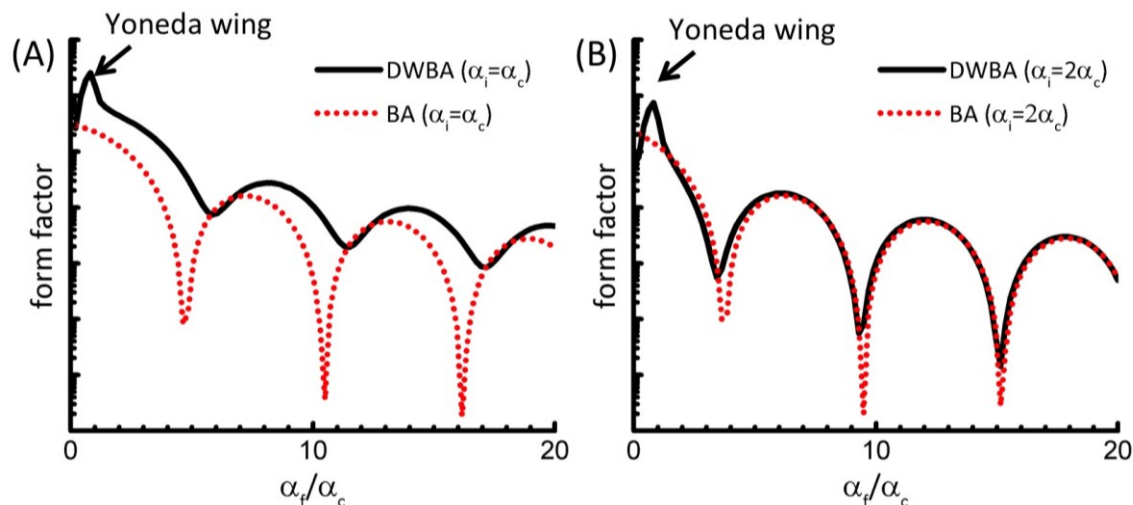 (A)
Yoneda wing
DWBA (αi=αc)
BA (αi=αc)
form factor
0
10
20
αf/αc
(B)
Yoneda wing
DWBA (αi=2αc)
BA (αi=2αc)
form factor
0
10
20
αf/αc